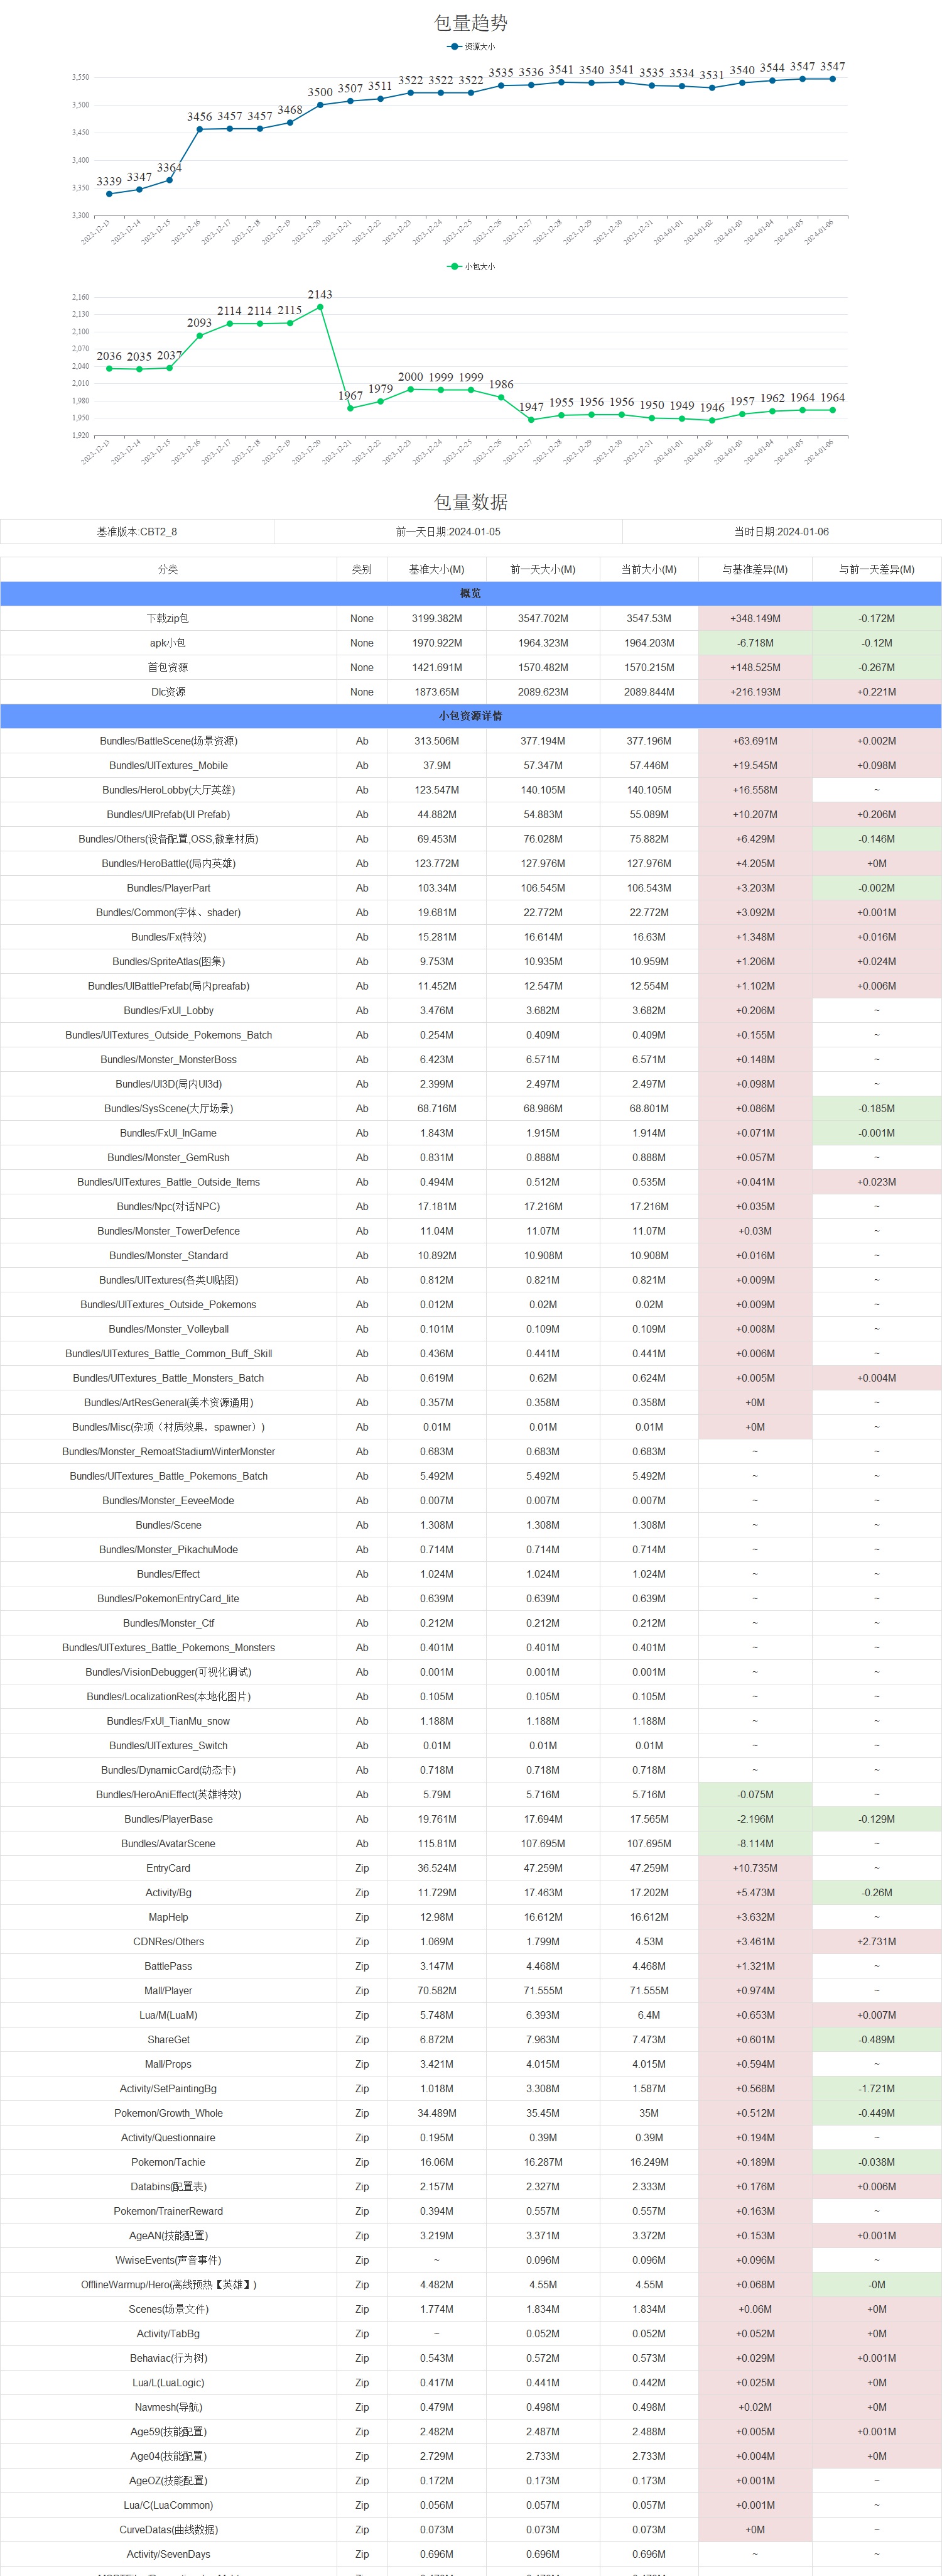 包量趋势
资源大小
3,550
3,500
3,450
3,400
3,350
3,300
3339 3347 3364 3456 3457 3457 3468 3500 3507 3511 3522 3522 3522 3535 3536 3541 3540 3541 3535 3534 3531 3540 3544 3547 3547
2023-12-13 2023-12-14 2023-12-15 2023-12-16 2023-12-17 2023-12-18 2023-12-19 2023-12-20 2023-12-21 2023-12-22 2023-12-23 2023-12-24 2023-12-25 2023-12-26 2023-12-27 2023-12-28 2023-12-29 2023-12-30 2023-12-31 2024-01-01 2024-01-02 2024-01-03 2024-01-04 2024-01-05 2024-01-06
小包大小
2,160
2,130
2,100
2,070
2,040
2,010
1,980
1,950
1,920
2036 2035 2037 2093 2114 2114 2115 2143 1967 1979 2000 1999 1999 1986 1947 1955 1956 1956 1950 1949 1946 1957 1962 1964 1964
2023-12-13 2023-12-14 2023-12-15 2023-12-16 2023-12-17 2023-12-18 2023-12-19 2023-12-20 2023-12-21 2023-12-22 2023-12-23 2023-12-24 2023-12-25 2023-12-26 2023-12-27 2023-12-28 2023-12-29 2023-12-30 2023-12-31 2024-01-01 2024-01-02 2024-01-03 2024-01-04 2024-01-05 2024-01-06
包量数据
基准版本:CBT2_8 前一天日期:2024-01-05 当时日期:2024-01-06
分类 类别 基准大小(M) 前一天大小(M) 当前大小(M) 与基准差异(M) 与前一天差异(M)
概览
下载zip包 None 3199.382M 3547.702M 3547.53M +348.149M -0.172M
apk小包 None 1970.922M 1964.323M 1964.203M -6.718M -0.12M
首包资源 None 1421.691M 1570.482M 1570.215M +148.525M -0.267M
Dlc资源 None 1873.65M 2089.623M 2089.844M +216.193M +0.221M
小包资源详情
Bundles/BattleScene(场景资源) Ab 313.506M 377.194M 377.196M +63.691M +0.002M
Bundles/UITextures_Mobile Ab 37.9M 57.347M 57.446M +19.545M +0.098M
Bundles/HeroLobby(大厅英雄) Ab 123.547M 140.105M 140.105M +16.558M ~
Bundles/UIPrefab(UI Prefab) Ab 44.882M 54.883M 55.089M +10.207M +0.206M
Bundles/Others(设备配置,OSS,徽章材质) Ab 69.453M 76.028M 75.882M +6.429M -0.146M
Bundles/HeroBattle((局内英雄) Ab 123.772M 127.976M 127.976M +4.205M +0M
Bundles/PlayerPart Ab 103.34M 106.545M 106.543M +3.203M -0.002M
Bundles/Common(字体、shader) Ab 19.681M 22.772M 22.772M +3.092M +0.001M
Bundles/Fx(特效) Ab 15.281M 16.614M 16.63M +1.348M +0.016M
Bundles/SpriteAtlas(图集) Ab 9.753M 10.935M 10.959M +1.206M +0.024M
Bundles/UIBattlePrefab(局内preafab) Ab 11.452M 12.547M 12.554M +1.102M +0.006M
Bundles/FxUI_Lobby Ab 3.476M 3.682M 3.682M +0.206M ~
Bundles/UITextures_Outside_Pokemons_Batch Ab 0.254M 0.409M 0.409M +0.155M ~
Bundles/Monster_MonsterBoss Ab 6.423M 6.571M 6.571M +0.148M ~
Bundles/UI3D(局内UI3d) Ab 2.399M 2.497M 2.497M +0.098M ~
Bundles/SysScene(大厅场景) Ab 68.716M 68.986M 68.801M +0.086M -0.185M
Bundles/FxUI_InGame Ab 1.843M 1.915M 1.914M +0.071M -0.001M
Bundles/Monster_GemRush Ab 0.831M 0.888M 0.888M +0.057M ~
Bundles/UITextures_Battle_Outside_Items Ab 0.494M 0.512M 0.535M +0.041M +0.023M
Bundles/Npc(对话NPC) Ab 17.181M 17.216M 17.216M +0.035M ~
Bundles/Monster_TowerDefence Ab 11.04M 11.07M 11.07M +0.03M ~
Bundles/Monster_Standard Ab 10.892M 10.908M 10.908M +0.016M ~
Bundles/UITextures(各类UI贴图) Ab 0.812M 0.821M 0.821M +0.009M ~
Bundles/UITextures_Outside_Pokemons Ab 0.012M 0.02M 0.02M +0.009M ~
Bundles/Monster_Volleyball Ab 0.101M 0.109M 0.109M +0.008M ~
Bundles/UITextures_Battle_Common_Buff_Skill Ab 0.436M 0.441M 0.441M +0.006M ~
Bundles/UITextures_Battle_Monsters_Batch Ab 0.619M 0.62M 0.624M +0.005M +0.004M
Bundles/ArtResGeneral(美术资源通用) Ab 0.357M 0.358M 0.358M +0M ~
Bundles/Misc(杂项（材质效果，spawner）) Ab 0.01M 0.01M 0.01M +0M ~
Bundles/Monster_RemoatStadiumWinterMonster Ab 0.683M 0.683M 0.683M ~ ~
Bundles/UITextures_Battle_Pokemons_Batch Ab 5.492M 5.492M 5.492M ~ ~
Bundles/Monster_EeveeMode Ab 0.007M 0.007M 0.007M ~ ~
Bundles/Scene Ab 1.308M 1.308M 1.308M ~ ~
Bundles/Monster_PikachuMode Ab 0.714M 0.714M 0.714M ~ ~
Bundles/Effect Ab 1.024M 1.024M 1.024M ~ ~
Bundles/PokemonEntryCard_lite Ab 0.639M 0.639M 0.639M ~ ~
Bundles/Monster_Ctf Ab 0.212M 0.212M 0.212M ~ ~
Bundles/UITextures_Battle_Pokemons_Monsters Ab 0.401M 0.401M 0.401M ~ ~
Bundles/VisionDebugger(可视化调试) Ab 0.001M 0.001M 0.001M ~ ~
Bundles/LocalizationRes(本地化图片) Ab 0.105M 0.105M 0.105M ~ ~
Bundles/FxUI_TianMu_snow Ab 1.188M 1.188M 1.188M ~ ~
Bundles/UITextures_Switch Ab 0.01M 0.01M 0.01M ~ ~
Bundles/DynamicCard(动态卡) Ab 0.718M 0.718M 0.718M ~ ~
Bundles/HeroAniEffect(英雄特效) Ab 5.79M 5.716M 5.716M -0.075M ~
Bundles/PlayerBase Ab 19.761M 17.694M 17.565M -2.196M -0.129M
Bundles/AvatarScene Ab 115.81M 107.695M 107.695M -8.114M ~
EntryCard Zip 36.524M 47.259M 47.259M +10.735M ~
Activity/Bg Zip 11.729M 17.463M 17.202M +5.473M -0.26M
MapHelp Zip 12.98M 16.612M 16.612M +3.632M ~
CDNRes/Others Zip 1.069M 1.799M 4.53M +3.461M +2.731M
BattlePass Zip 3.147M 4.468M 4.468M +1.321M ~
Mall/Player Zip 70.582M 71.555M 71.555M +0.974M ~
Lua/M(LuaM) Zip 5.748M 6.393M 6.4M +0.653M +0.007M
ShareGet Zip 6.872M 7.963M 7.473M +0.601M -0.489M
Mall/Props Zip 3.421M 4.015M 4.015M +0.594M ~
Activity/SetPaintingBg Zip 1.018M 3.308M 1.587M +0.568M -1.721M
Pokemon/Growth_Whole Zip 34.489M 35.45M 35M +0.512M -0.449M
Activity/Questionnaire Zip 0.195M 0.39M 0.39M +0.194M ~
Pokemon/Tachie Zip 16.06M 16.287M 16.249M +0.189M -0.038M
Databins(配置表) Zip 2.157M 2.327M 2.333M +0.176M +0.006M
Pokemon/TrainerReward Zip 0.394M 0.557M 0.557M +0.163M ~
AgeAN(技能配置) Zip 3.219M 3.371M 3.372M +0.153M +0.001M
WwiseEvents(声音事件) Zip ~ 0.096M 0.096M +0.096M ~
OfflineWarmup/Hero(离线预热【英雄】) Zip 4.482M 4.55M 4.55M +0.068M -0M
Scenes(场景文件) Zip 1.774M 1.834M 1.834M +0.06M +0M
Activity/TabBg Zip ~ 0.052M 0.052M +0.052M +0M
Behaviac(行为树) Zip 0.543M 0.572M 0.573M +0.029M +0.001M
Lua/L(LuaLogic) Zip 0.417M 0.441M 0.442M +0.025M +0M
Navmesh(导航) Zip 0.479M 0.498M 0.498M +0.02M +0M
Age59(技能配置) Zip 2.482M 2.487M 2.488M +0.005M +0.001M
Age04(技能配置) Zip 2.729M 2.733M 2.733M +0.004M +0M
AgeOZ(技能配置) Zip 0.172M 0.173M 0.173M +0.001M ~
Lua/C(LuaCommon) Zip 0.056M 0.057M 0.057M +0.001M ~
CurveDatas(曲线数据) Zip 0.073M 0.073M 0.073M +0M ~
Activity/SevenDays Zip 0.696M 0.696M 0.696M ~ ~